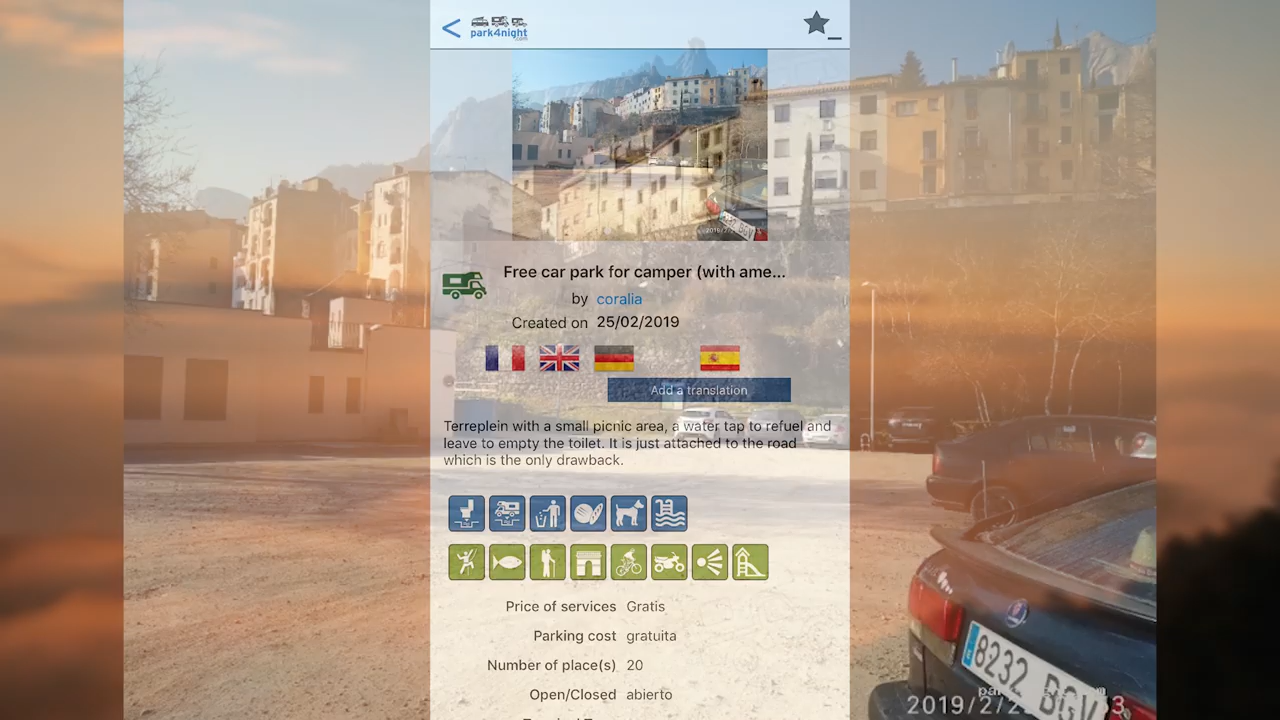 <
park4night
.com
Free car park for camper (with ame...
by coralia
Created on 25/02/2019
Add a translation
Terreplein with a small picnic area, a water tap to refuel and
leave to empty the toilet. It is just attached to the road
which is the only drawback.
Price of services Gratis
Parking cost gratuita
Number of place(s) 20
Open/Closed abierto
8232 BGV